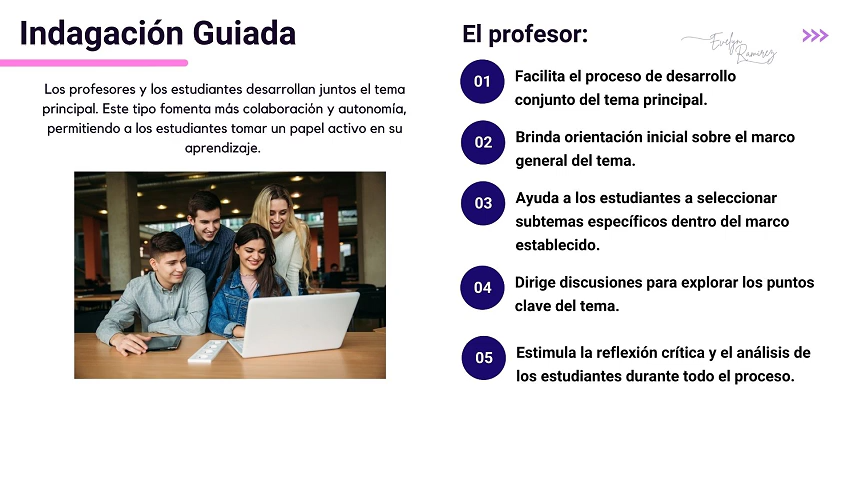 Indagación Guiada
Los profesores y los estudiantes desarrollan juntos el tema
principal. Este tipo fomenta más colaboración y autonomía,
permitiendo a los estudiantes tomar un papel activo en su
aprendizaje.
El profesor:
Evelyn
Ramirez
01
Facilita el proceso de desarrollo
conjunto del tema principal.
02
Brinda orientación inicial sobre el marco
general del tema.
03
Ayuda a los estudiantes a seleccionar
subtemas específicos dentro del marco
establecido.
04
Dirige discusiones para explorar los puntos
clave del tema.
05
Estimula la reflexión crítica y el análisis de
los estudiantes durante todo el proceso.